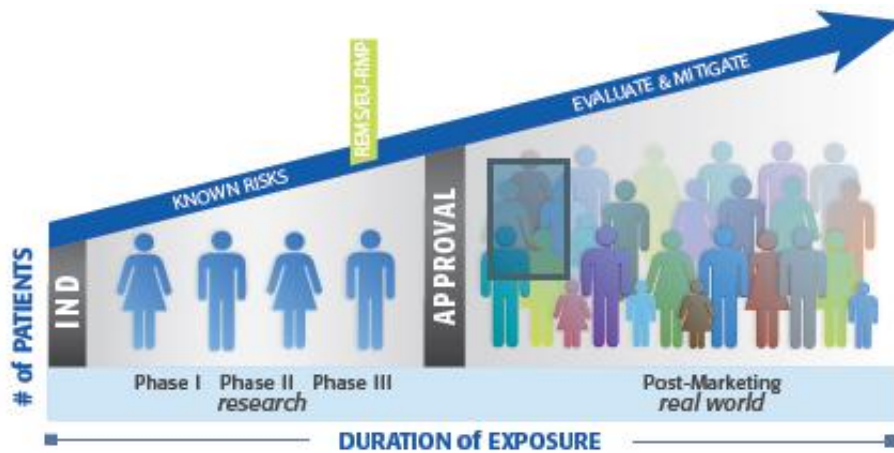 EVALUATE & MITIGATE
REMS/EU-RMP
KNOWN RISKS
IND
APPROVAL
# of PATIENTS
Phase I Phase II Phase III
research
Post-Marketing
real world
DURATION of EXPOSURE